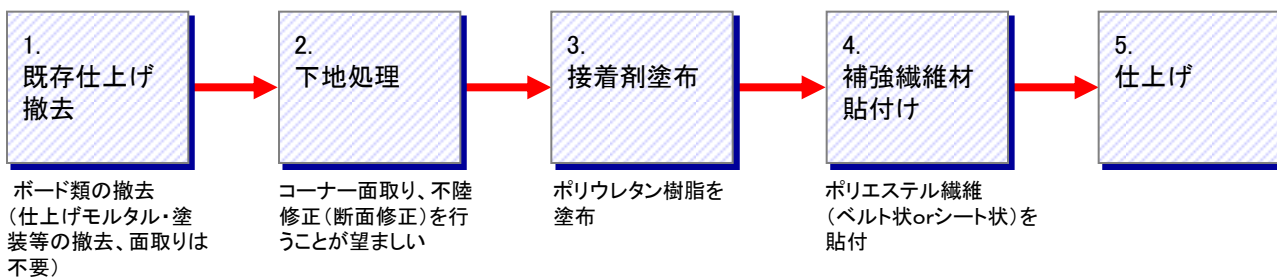 1.
既存仕上げ
撤去
2.
下地処理
3.
接着剤塗布
4.
補強繊維材
貼付け
5.
仕上げ
ボード類の撤去
(仕上げモルタル・塗
装等の撤去、面取りは
不要)
コーナー面取り、不陸
修正(断面修正)を行
うことが望ましい
ポリウレタン樹脂を
塗布
ポリエステル繊維
(ベルト状orシート状)を
貼付